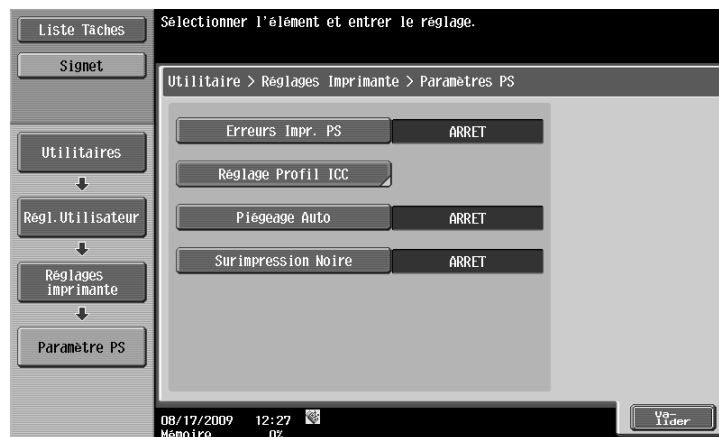 Liste Tâches
Signet
Sélectionner l'élément et entrer le réglage.
Utilitaire > Réglages Imprimante > Paramètres PS
Utilitaires
Régl.Utilisateur
Réglages
imprimante
Paramètre PS
Erreurs Impr. PS ARRET
Réglage Profil ICC
Piégeage Auto ARRET
Surimpression Noire ARRET
08/17/2009 12:27
Mémoire 0%
Va-
lider